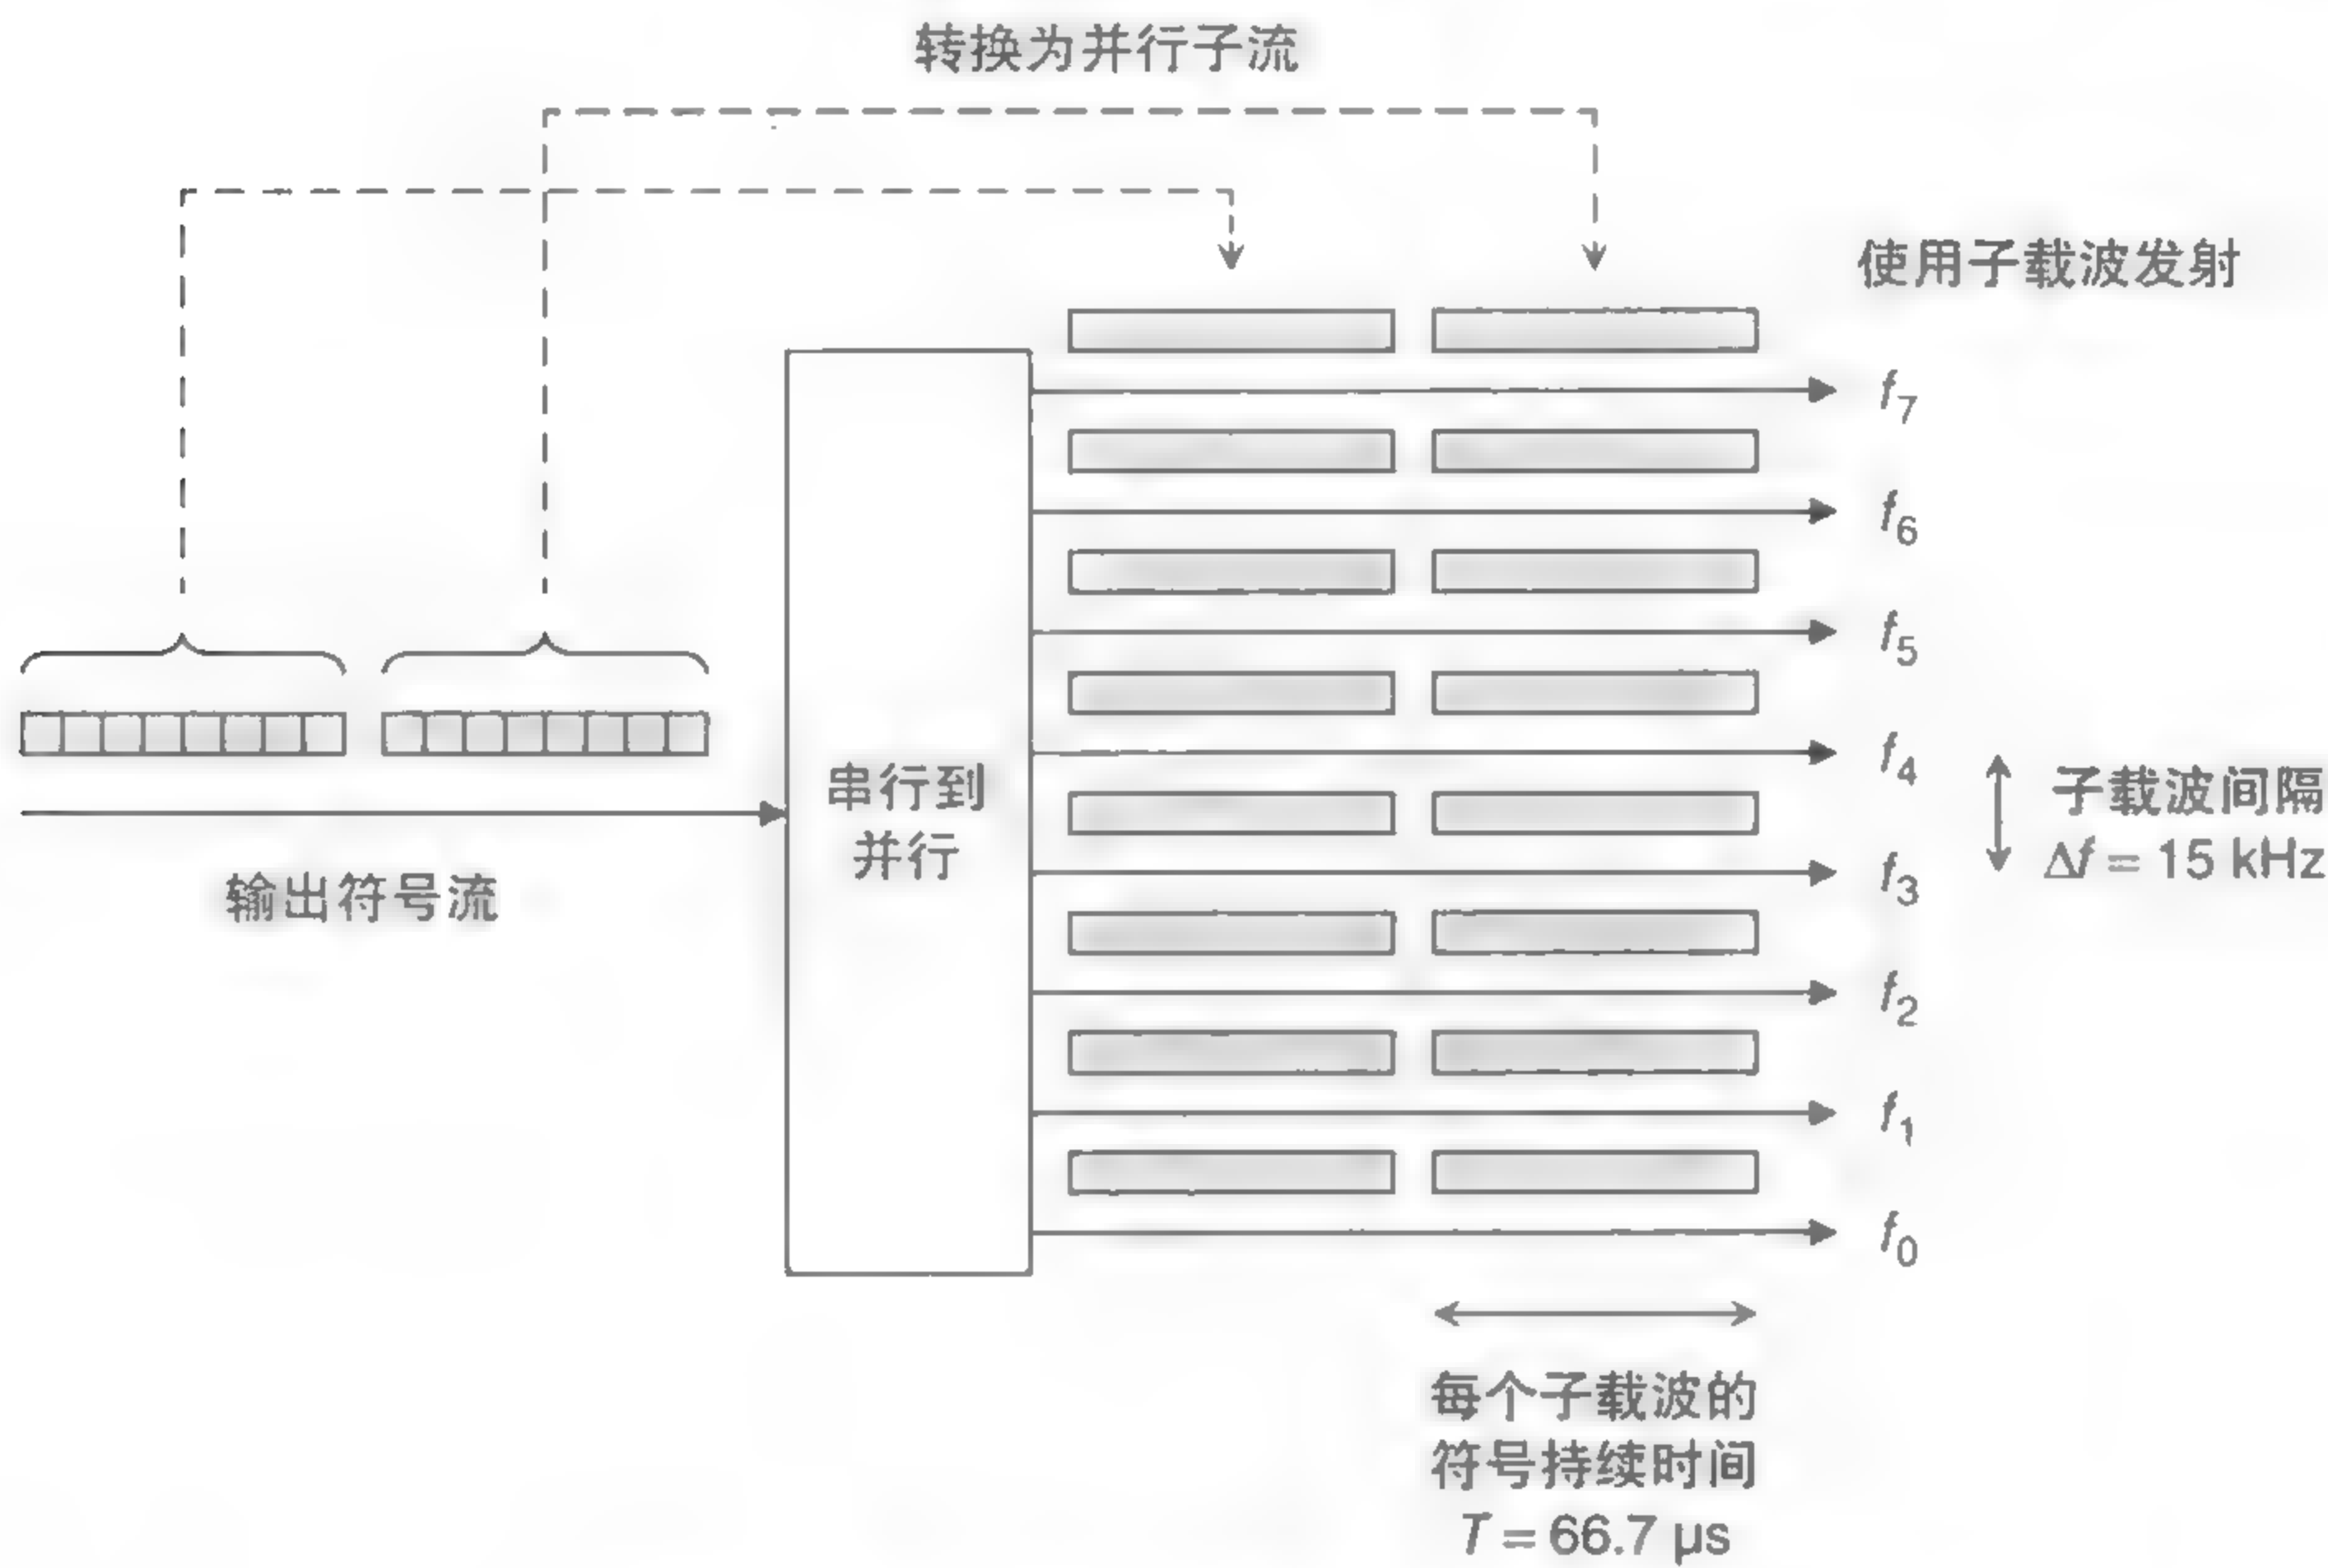 转换为并行子流
使用子载波发射
f7
f6
f5
f4
f3
f2
f1
f0
串行到
并行
输出符号流
子载波间隔
Δf = 15 kHz
每个子载波的
符号持续时间
T = 66.7 μs